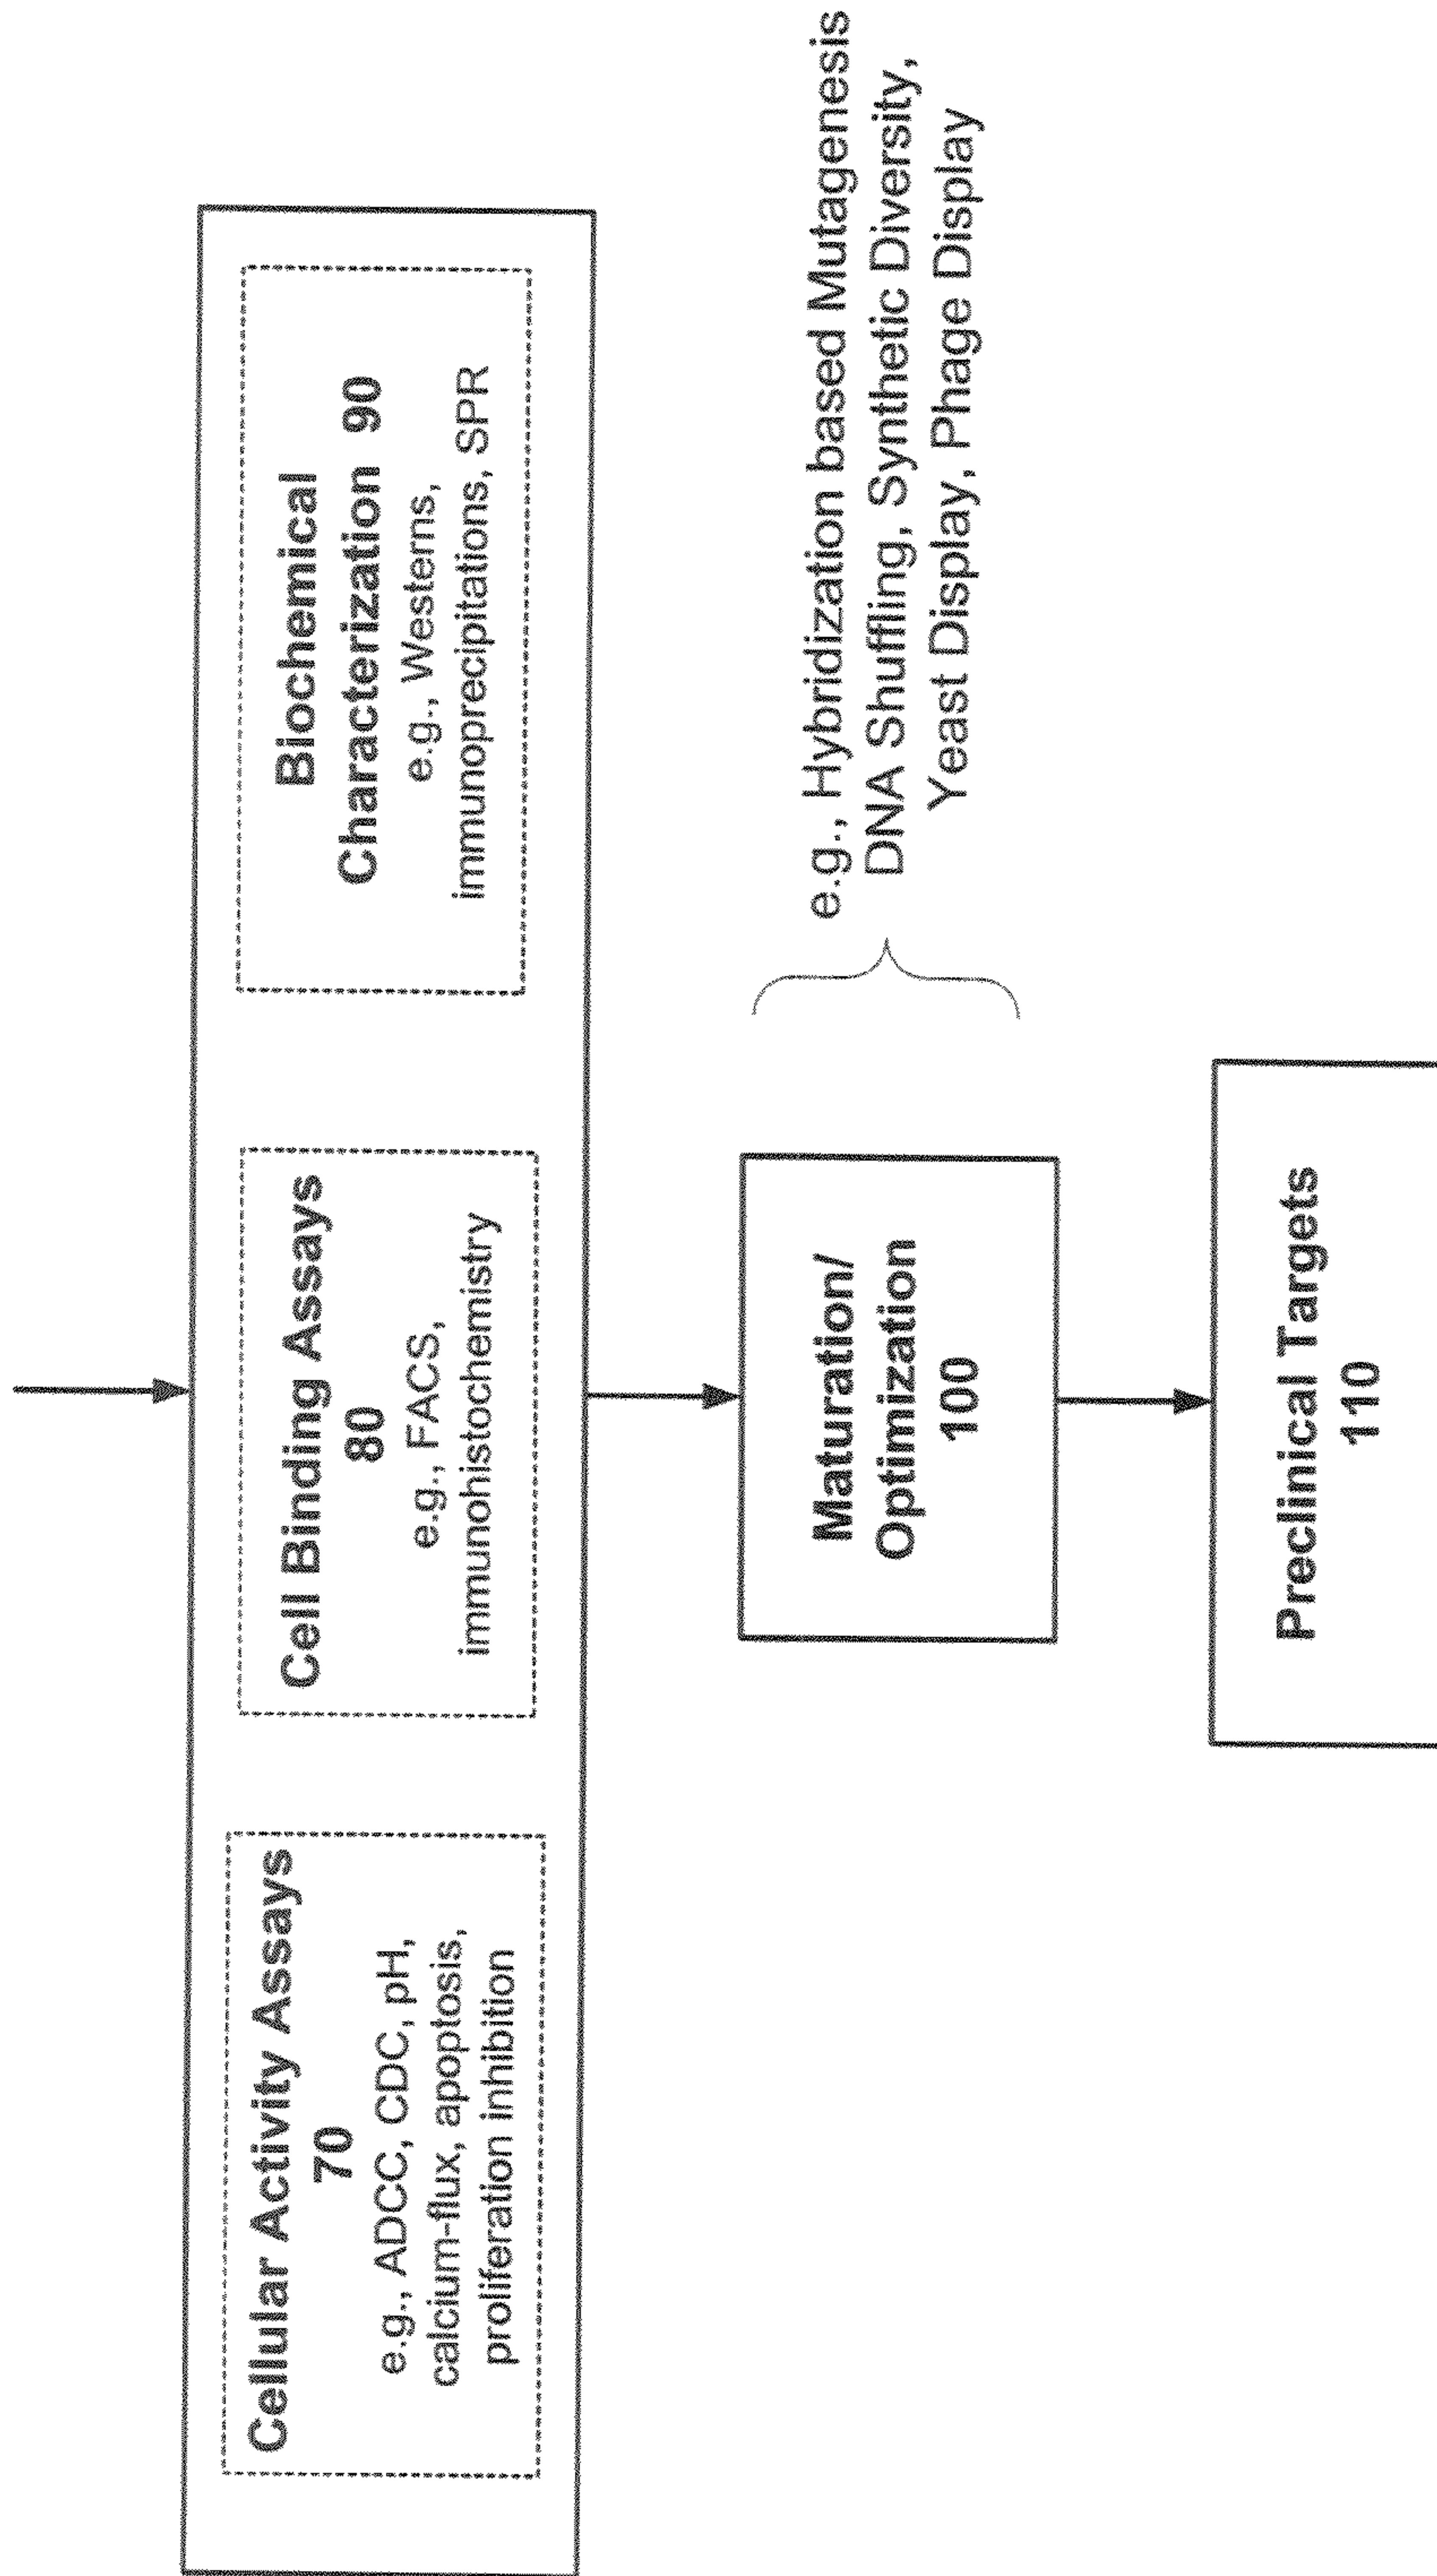 Cellular Activity Assays
70
e.g., ADCC, CDC, pH,
calcium-flux, apoptosis,
proliferation inhibition
Cell Binding Assays
80
e.g., FACS,
immunohistochemistry
Biochemical
Characterization 90
e.g., Westerns,
immunoprecipitations, SPR
Maturation/
Optimization
100
e.g., Hybridization based Mutagenesis
DNA Shuffling, Synthetic Diversity,
Yeast Display, Phage Display
Preclinical Targets
110